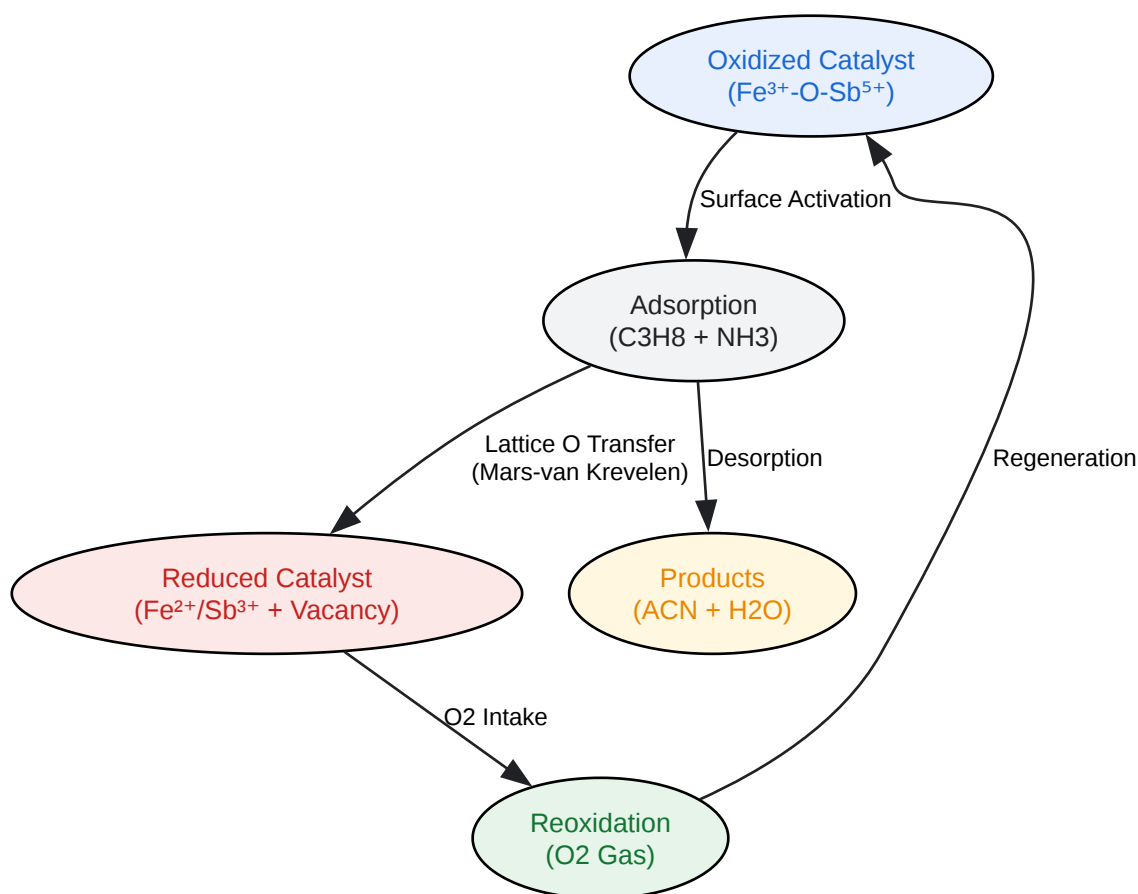 Oxidized Catalyst
(Fe³⁺-O-Sb⁵⁺)
Surface Activation
Adsorption
(C3H8 + NH3)
Lattice O Transfer
(Mars-van Krevelen)
Desorption
Regeneration
Reduced Catalyst
(Fe²⁺/Sb³⁺ + Vacancy)
Products
(ACN + H2O)
O2 Intake
Reoxidation
(O2 Gas)